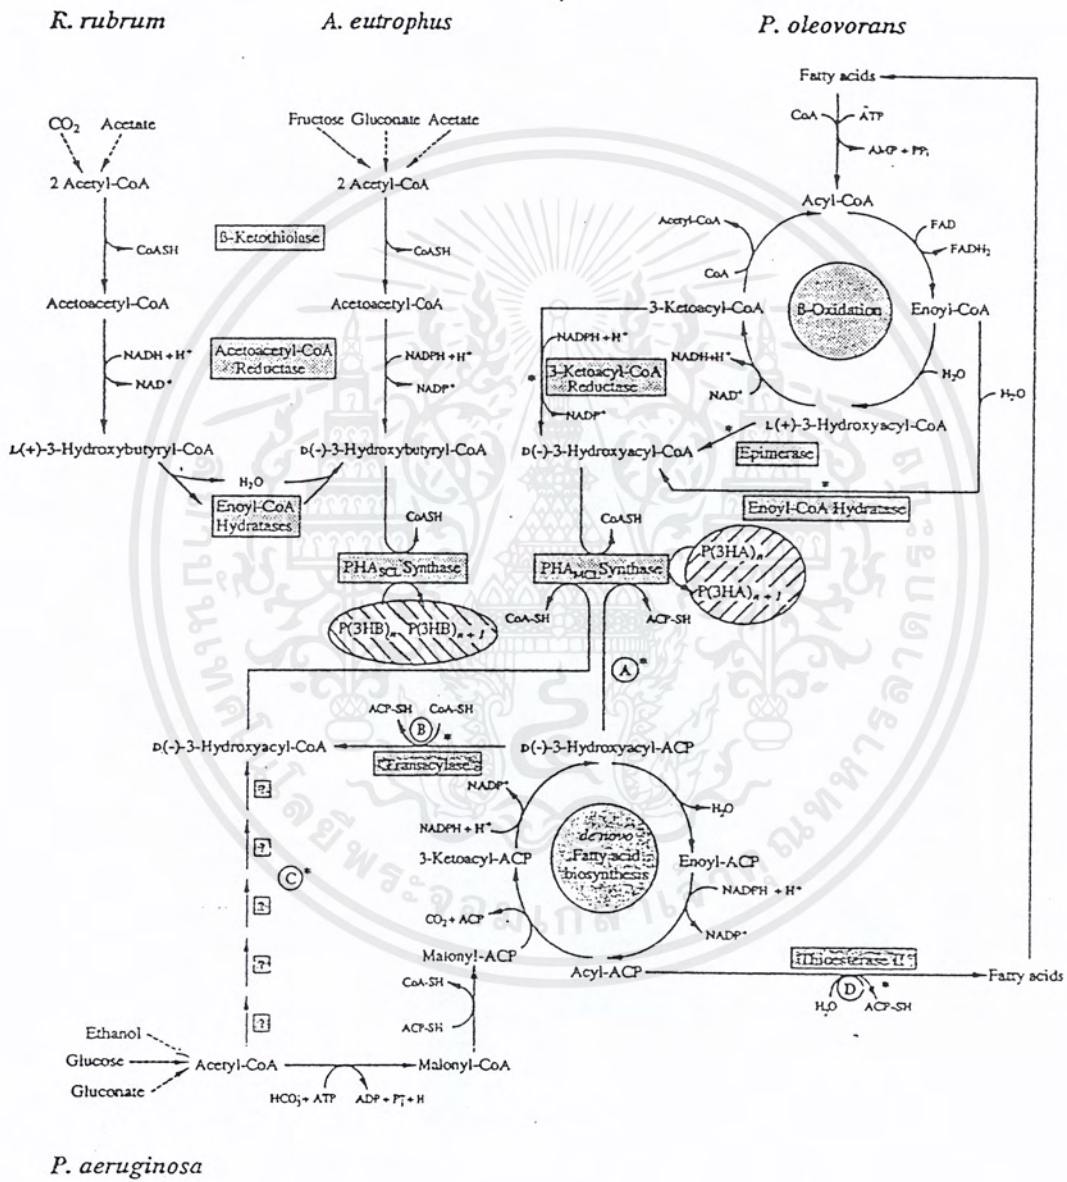 R. rubrum
A. eutrophus
P. oleovorans
Fatty acids
CoA
ATP
AMP + PPi
CO2 Acetate
Fructose Gluconate Acetate
2 Acetyl-CoA
2 Acetyl-CoA
Acyl-CoA
Acetyl-CoA
FAD
ß-Ketothiolase
CoASH
CoASH
FADH2
CoA
Acetoacetyl-CoA
Acetoacetyl-CoA
3-Ketoacyl-CoA
ß-Oxidation
Enoyl-CoA
NADPH + H+
Acetoacetyl-CoA
Reductase
NADH + H+
NAD+
NADPH + H+
NADP+
*
3-Ketoacyl-CoA
Reductase
NADH+H+
NAD+
H2O
H2O
NADP+
L(+)-3-Hydroxyacyl-CoA
*
L(+)-3-Hydroxybutyryl-CoA
D(-)-3-Hydroxybutyryl-CoA
D(-)-3-Hydroxyacyl-CoA
Epimerase
H2O
*
Enoyl-CoA
Hydratases
Enoyl-CoA Hydratase
CoASH
CoASH
PHASCL Synthase
PHAMCL Synthase
P(3HA)n
P(3HA)n+1
CoA-SH
ACP-SH
P(3HB)n P(3HB)n+1
A *
ACP-SH CoA-SH
B *
D(-)-3-Hydroxyacyl-CoA
D(-)-3-Hydroxyacyl-ACP
Transacylase
NADP+
H2O
?
NADPH + H+
de novo
Fatty acid
biosynthesis
?
3-Ketoacyl-ACP
Enoyl-ACP
C *
NADPH + H+
?
CO2 + ACP
NADP+
?
Malonyl-ACP
Acyl-ACP
Thioesterase II
Fatty acids
CoA-SH
D *
H2O ACP-SH
?
ACP-SH
Ethanol
Glucose
Acetyl-CoA
Malonyl-CoA
Gluconate
HCO3-+ ATP
ADP + Pi + H
P. aeruginosa